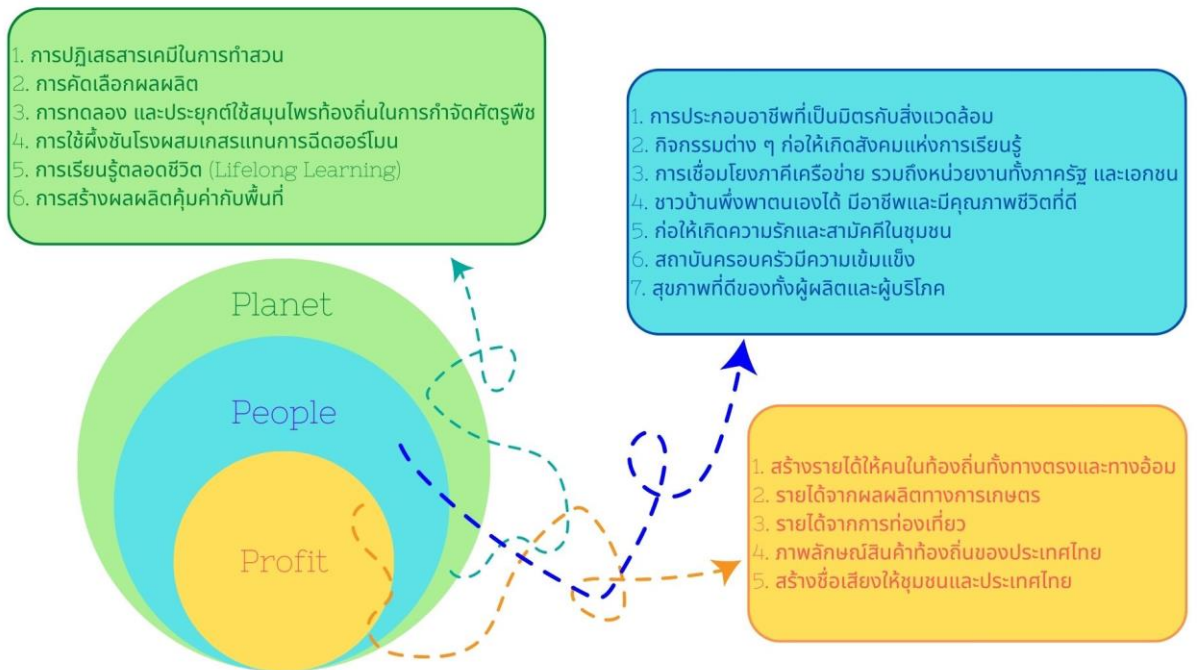 1. การปฏิเสธสารเคมีในการทำสวน
2. การคัดเลือกผลผลิต
3. การทดลอง และประยุกต์ใช้สมุนไพรท้องถิ่นในการกำจัดศัตรูพืช
4. การใช้ผึ้งชันโรงผสมเกสรแทนการฉีดฮอร์โมน
5. การเรียนรู้ตลอดชีวิต (Lifelong Learning)
6. การสร้างผลผลิตคุ้มค่ากับพื้นที่
1. การประกอบอาชีพที่เป็นมิตรกับสิ่งแวดล้อม
2. กิจกรรมต่าง ๆ ก่อให้เกิดสังคมแห่งการเรียนรู้
3. การเชื่อมโยงภาคีเครือข่าย รวมถึงหน่วยงานทั้งภาครัฐ และเอกชน
4. ชาวบ้านพึ่งพาตนเองได้ มีอาชีพและมีคุณภาพชีวิตที่ดี
5. ก่อให้เกิดความรักและสามัคคีในชุมชน
6. สถาบันครอบครัวมีความเข้มแข็ง
7. สุขภาพที่ดีของทั้งผู้ผลิตและผู้บริโภค
Planet
People
Profit
1. สร้างรายได้ให้คนในท้องถิ่นทั้งทางตรงและทางอ้อม
2. รายได้จากผลผลิตทางการเกษตร
3. รายได้จากการท่องเที่ยว
4. ภาพลักษณ์สินค้าท้องถิ่นของประเทศไทย
5. สร้างชื่อเสียงให้ชุมชนและประเทศไทย